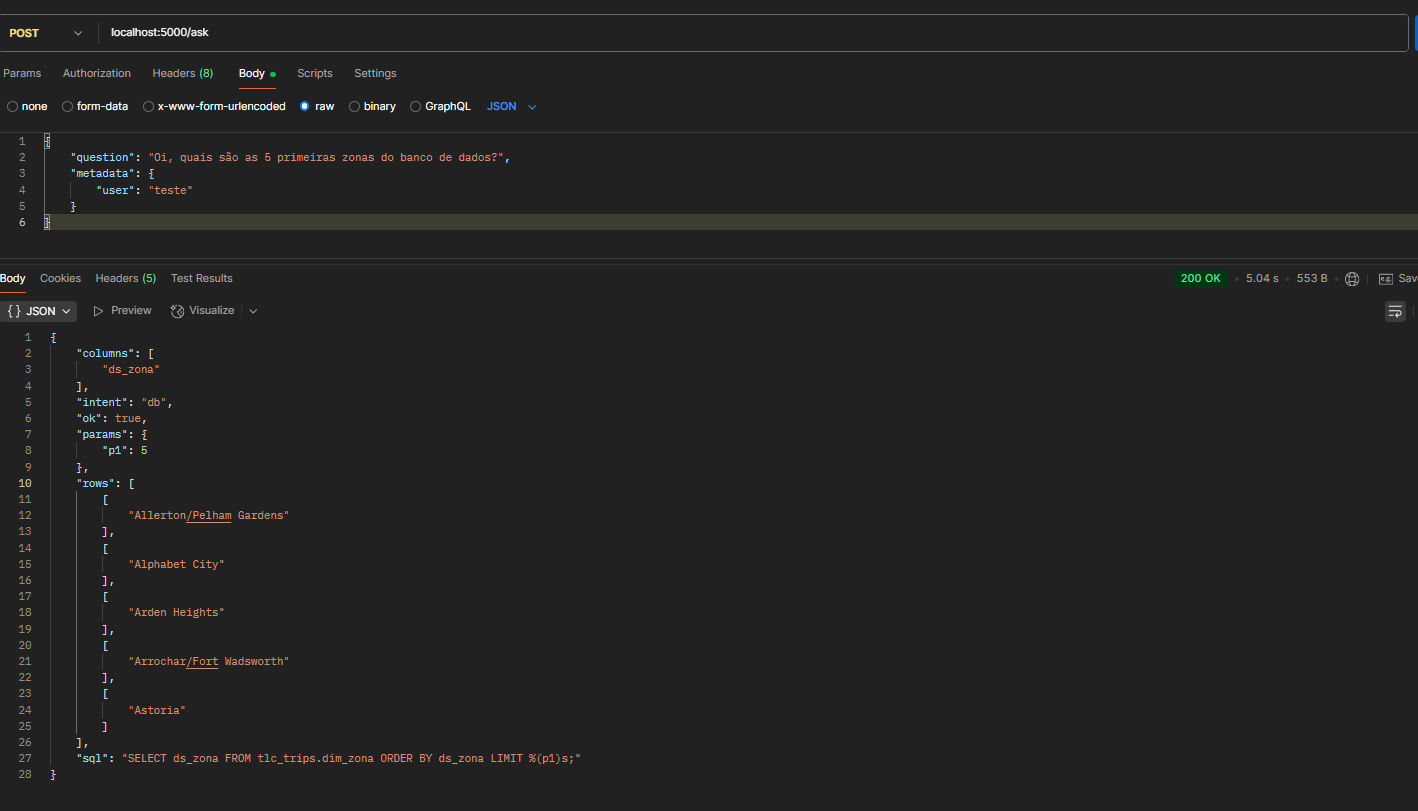 POST localhost:5000/ask
Params Authorization Headers (8) Body Scripts Settings
none form-data x-www-form-urlencoded raw binary GraphQL JSON
1 {
2 "question": "Oi, quais são as 5 primeiras zonas do banco de dados?",
3 "metadata": {
4 "user": "teste"
5 }
6 }
Body Cookies Headers (5) Test Results 200 OK 5.04 s 553 B e.g. Save
{} JSON Preview Visualize
1 {
2 "columns": [
3 "ds_zona"
4 ],
5 "intent": "db",
6 "ok": true,
7 "params": {
8 "p1": 5
9 },
10 "rows": [
11 [
12 "Allerton/Pelham Gardens"
13 ],
14 [
15 "Alphabet City"
16 ],
17 [
18 "Arden Heights"
19 ],
20 [
21 "Arrochar/Fort Wadsworth"
22 ],
23 [
24 "Astoria"
25 ]
26 ],
27 "sql": "SELECT ds_zona FROM tlc_trips.dim_zona ORDER BY ds_zona LIMIT %(p1)s;"
28 }